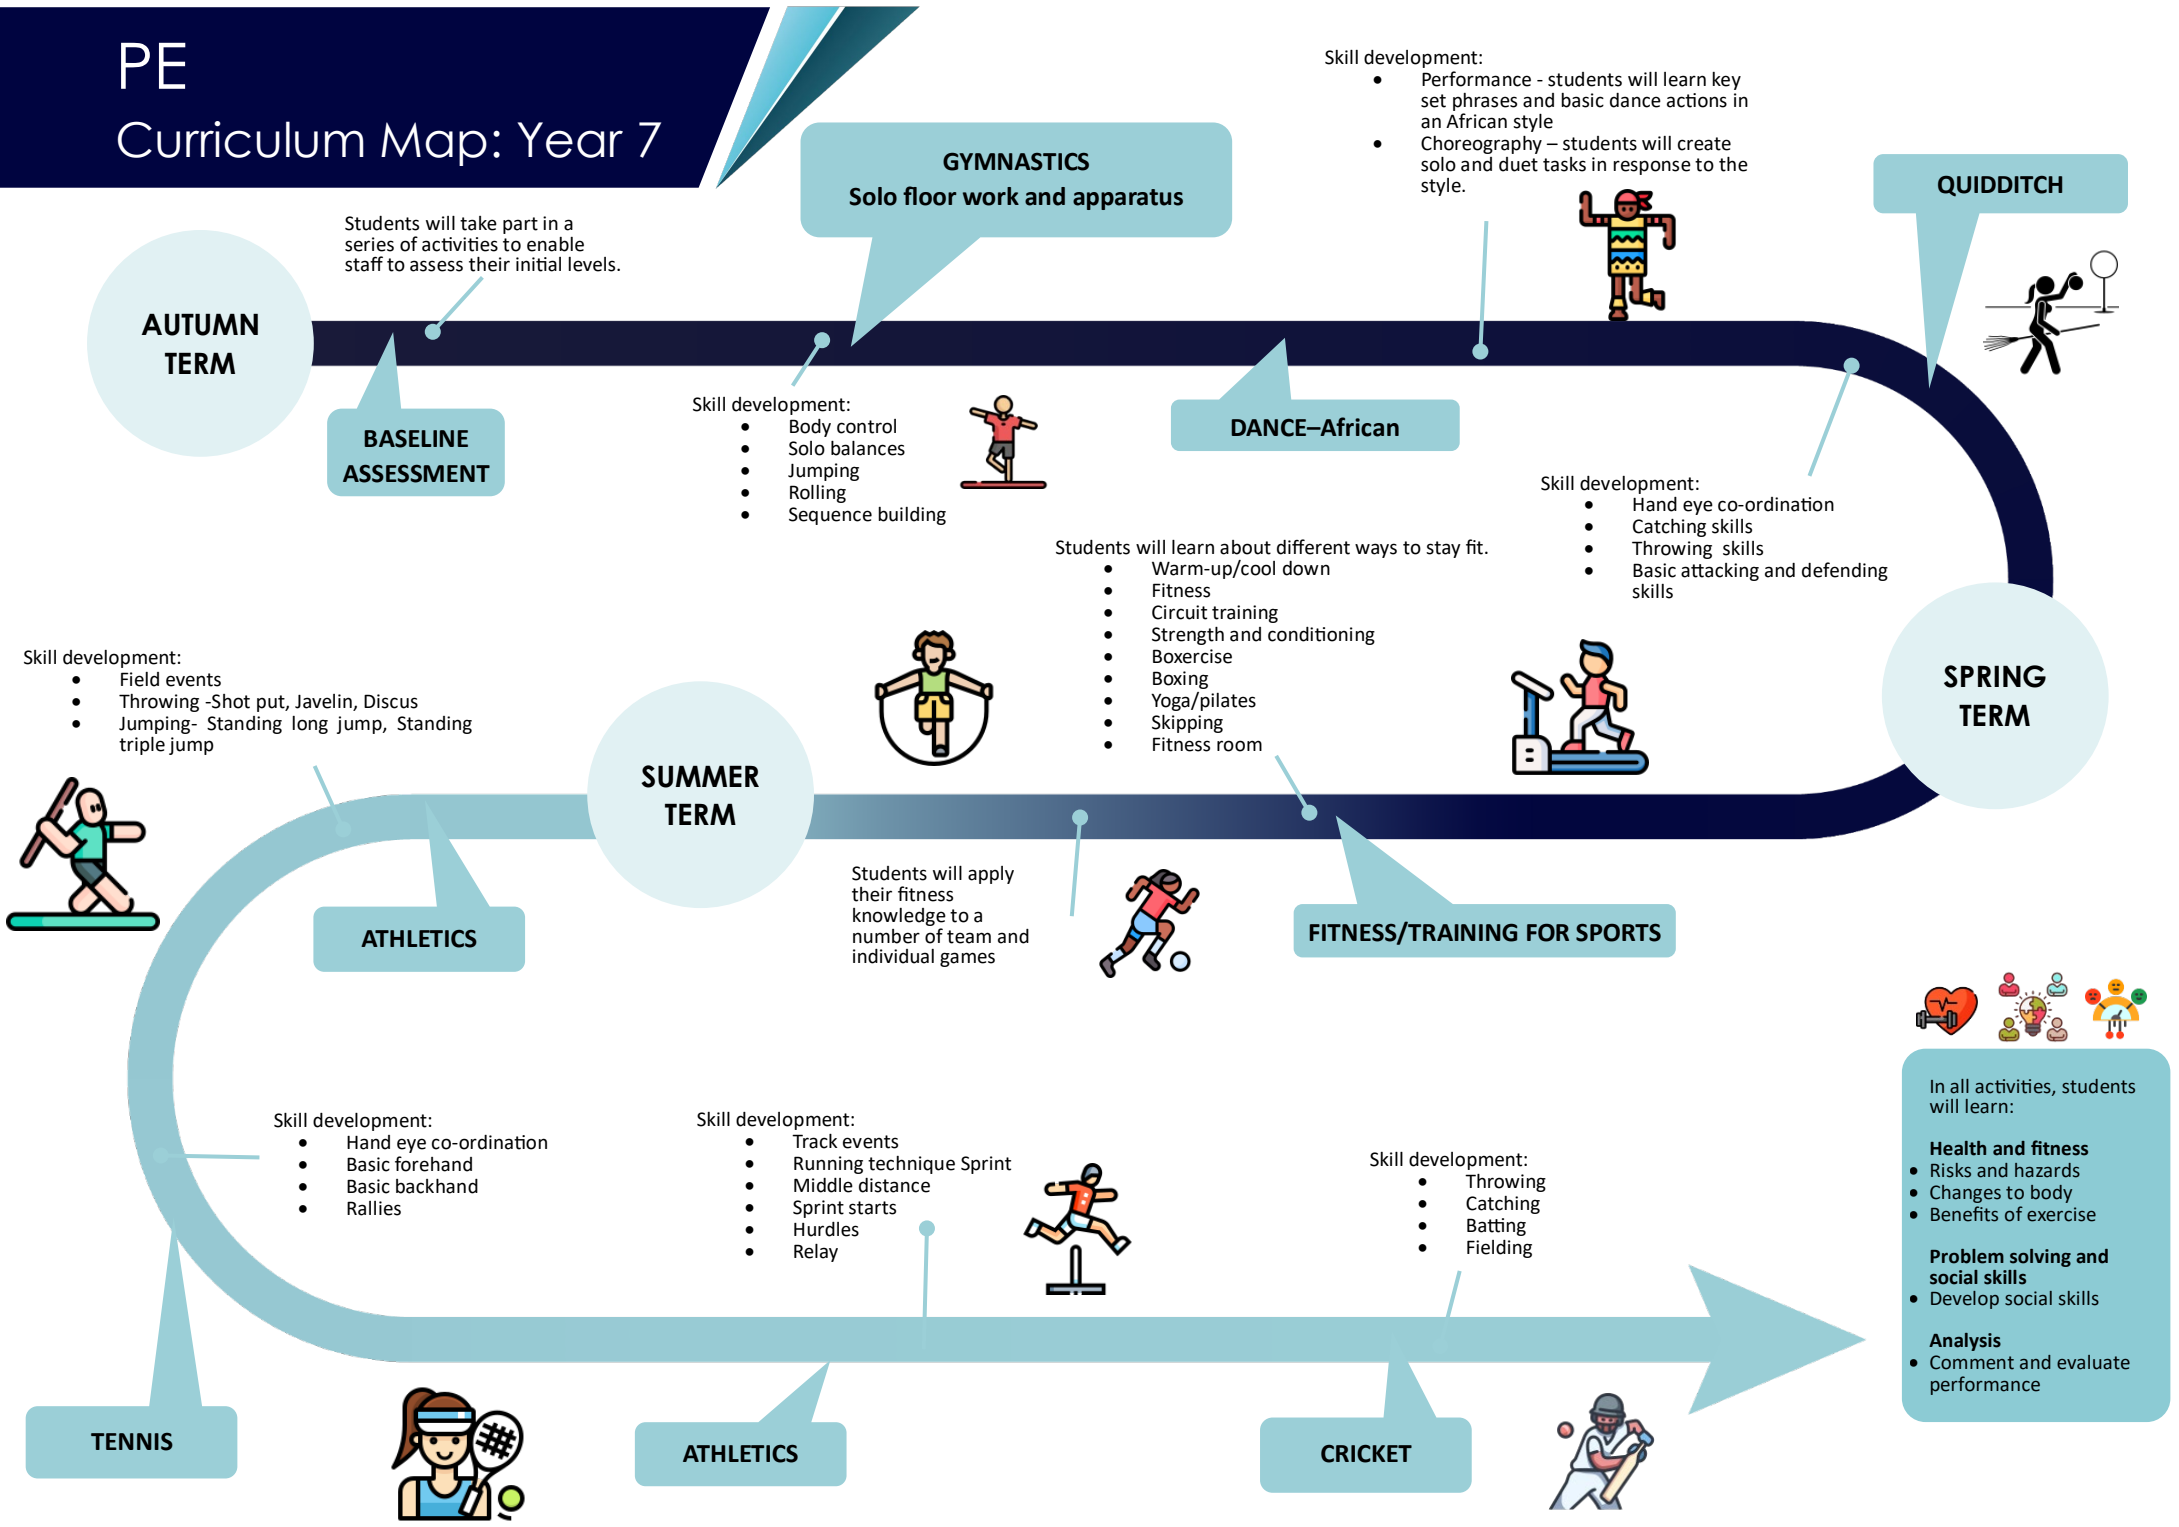 PE
Curriculum Map: Year 7
AUTUMN
TERM
Students will take part in a
series of activities to enable
staff to assess their initial levels.
BASELINE
ASSESSMENT
GYMNASTICS
Solo floor work and apparatus
Skill development:
• Body control
• Solo balances
• Jumping
• Rolling
• Sequence building
DANCE–African
Skill development:
• Performance - students will learn key
set phrases and basic dance actions in
an African style
• Choreography – students will create
solo and duet tasks in response to the
style.
QUIDDITCH
Skill development:
• Hand eye co-ordination
• Catching skills
• Throwing skills
• Basic attacking and defending
skills
SPRING
TERM
Students will learn about different ways to stay fit.
• Warm-up/cool down
• Fitness
• Circuit training
• Strength and conditioning
• Boxercise
• Boxing
• Yoga/pilates
• Skipping
• Fitness room
FITNESS/TRAINING FOR SPORTS
Students will apply
their fitness
knowledge to a
number of team and
individual games
SUMMER
TERM
Skill development:
• Field events
• Throwing -Shot put, Javelin, Discus
• Jumping- Standing long jump, Standing
triple jump
ATHLETICS
Skill development:
• Hand eye co-ordination
• Basic forehand
• Basic backhand
• Rallies
TENNIS
Skill development:
• Track events
• Running technique Sprint
• Middle distance
• Sprint starts
• Hurdles
• Relay
ATHLETICS
Skill development:
• Throwing
• Catching
• Batting
• Fielding
CRICKET
In all activities, students
will learn:
Health and fitness
• Risks and hazards
• Changes to body
• Benefits of exercise
Problem solving and
social skills
• Develop social skills
Analysis
• Comment and evaluate
performance